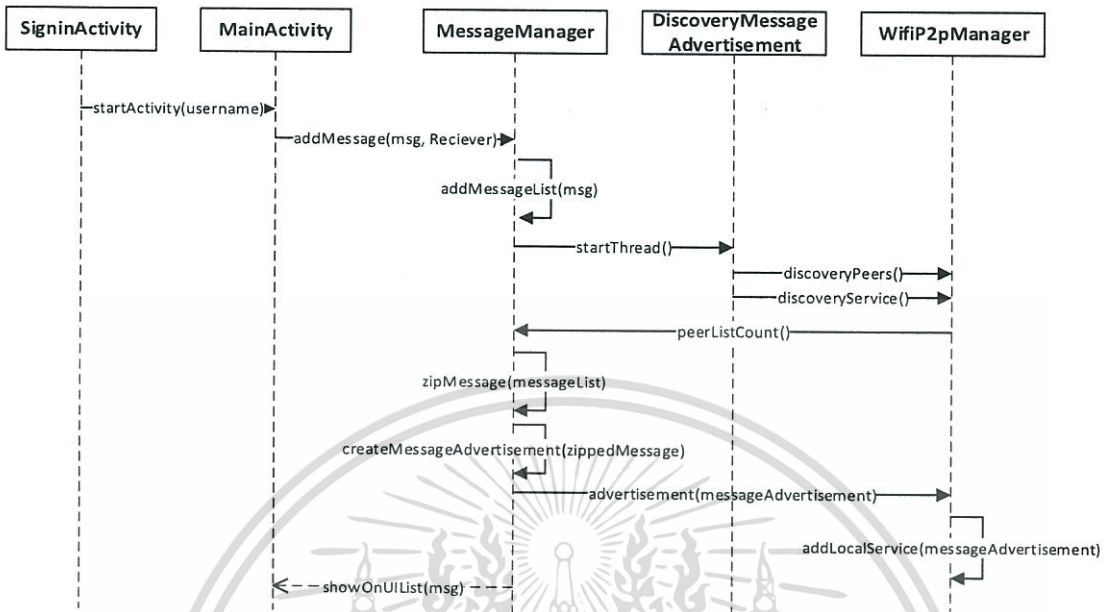 SigninActivity
MainActivity
MessageManager
DiscoveryMessage
Advertisement
WifiP2pManager
startActivity(username)
addMessage(msg, Reciever)
addMessageList(msg)
startThread()
discoveryPeers()
discoveryService()
peerListCount()
zipMessage(messageList)
createMessageAdvertisement(zippedMessage)
advertisement(messageAdvertisement)
addLocalService(messageAdvertisement)
showOnUIList(msg)